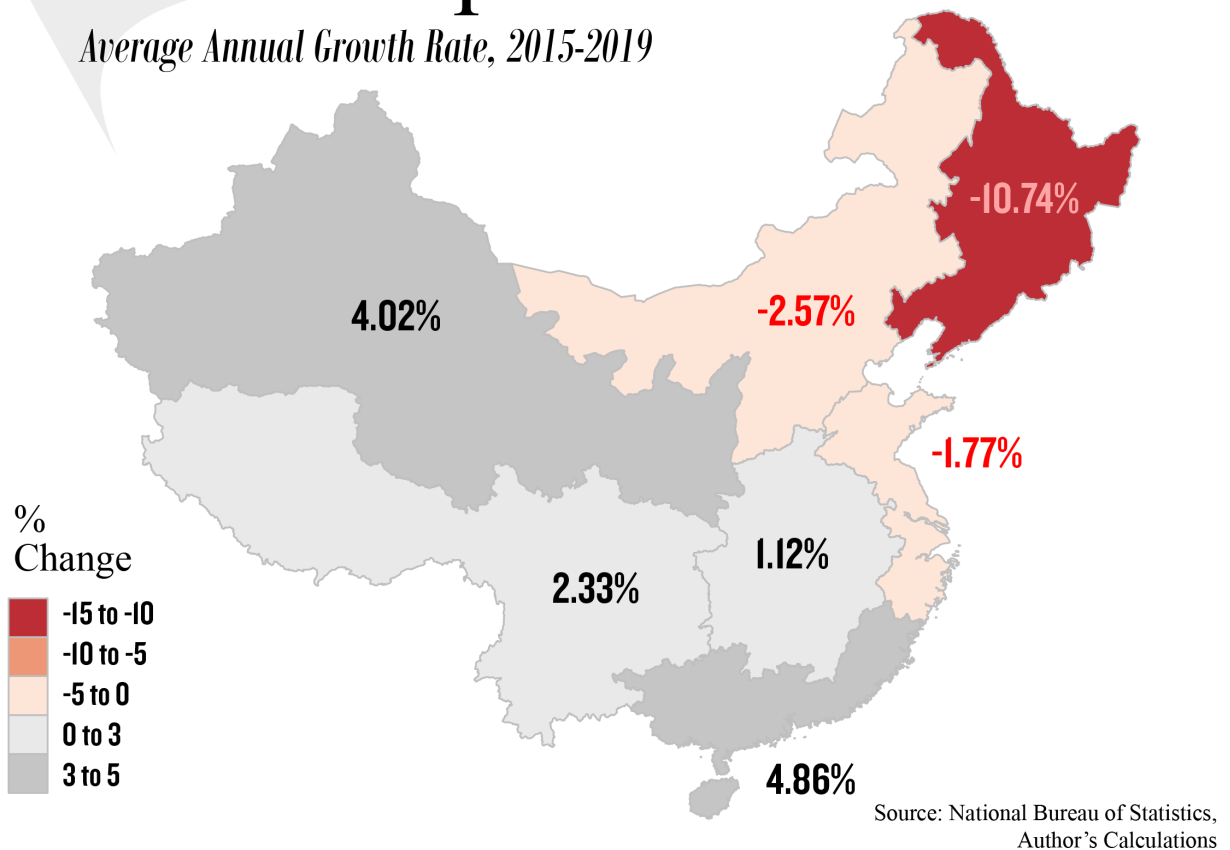 Average Annual Growth Rate, 2015-2019
-10.74%
4.02%
-2.57%
-1.77%
1.12%
2.33%
4.86%
%
Change
-15 to -10
-10 to -5
-5 to 0
0 to 3
3 to 5
Source: National Bureau of Statistics,
Author's Calculations